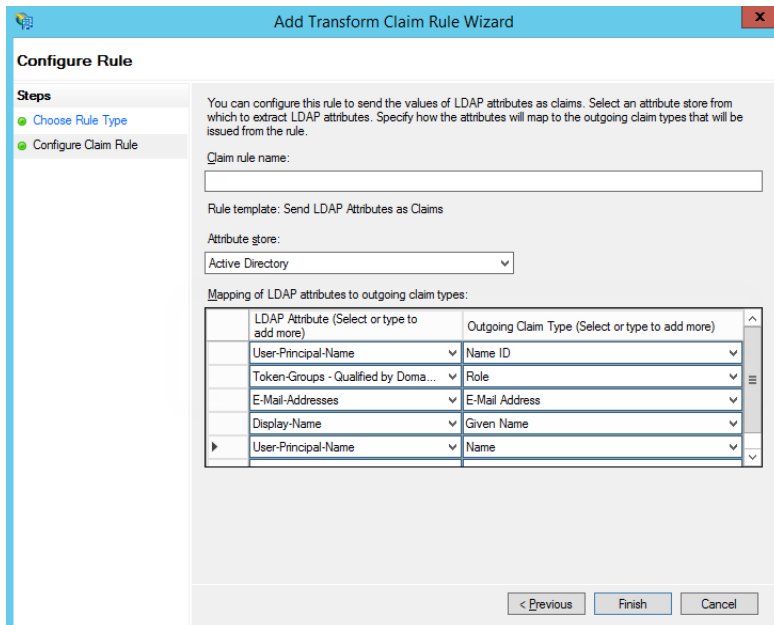 Add Transform Claim Rule Wizard
x
Configure Rule
Steps
Choose Rule Type
Configure Claim Rule
You can configure this rule to send the values of LDAP attributes as claims. Select an attribute store from
which to extract LDAP attributes. Specify how the attributes will map to the outgoing claim types that will be
issued from the rule.
Claim rule name:
Rule template: Send LDAP Attributes as Claims
Attribute store:
Active Directory
Mapping of LDAP attributes to outgoing claim types:
LDAP Attribute (Select or type to
add more)
Outgoing Claim Type (Select or type to add more)
User-Principal-Name Name ID
Token-Groups - Qualified by Doma... Role
E-Mail-Addresses E-Mail Address
Display-Name Given Name
User-Principal-Name Name
< Previous Finish Cancel